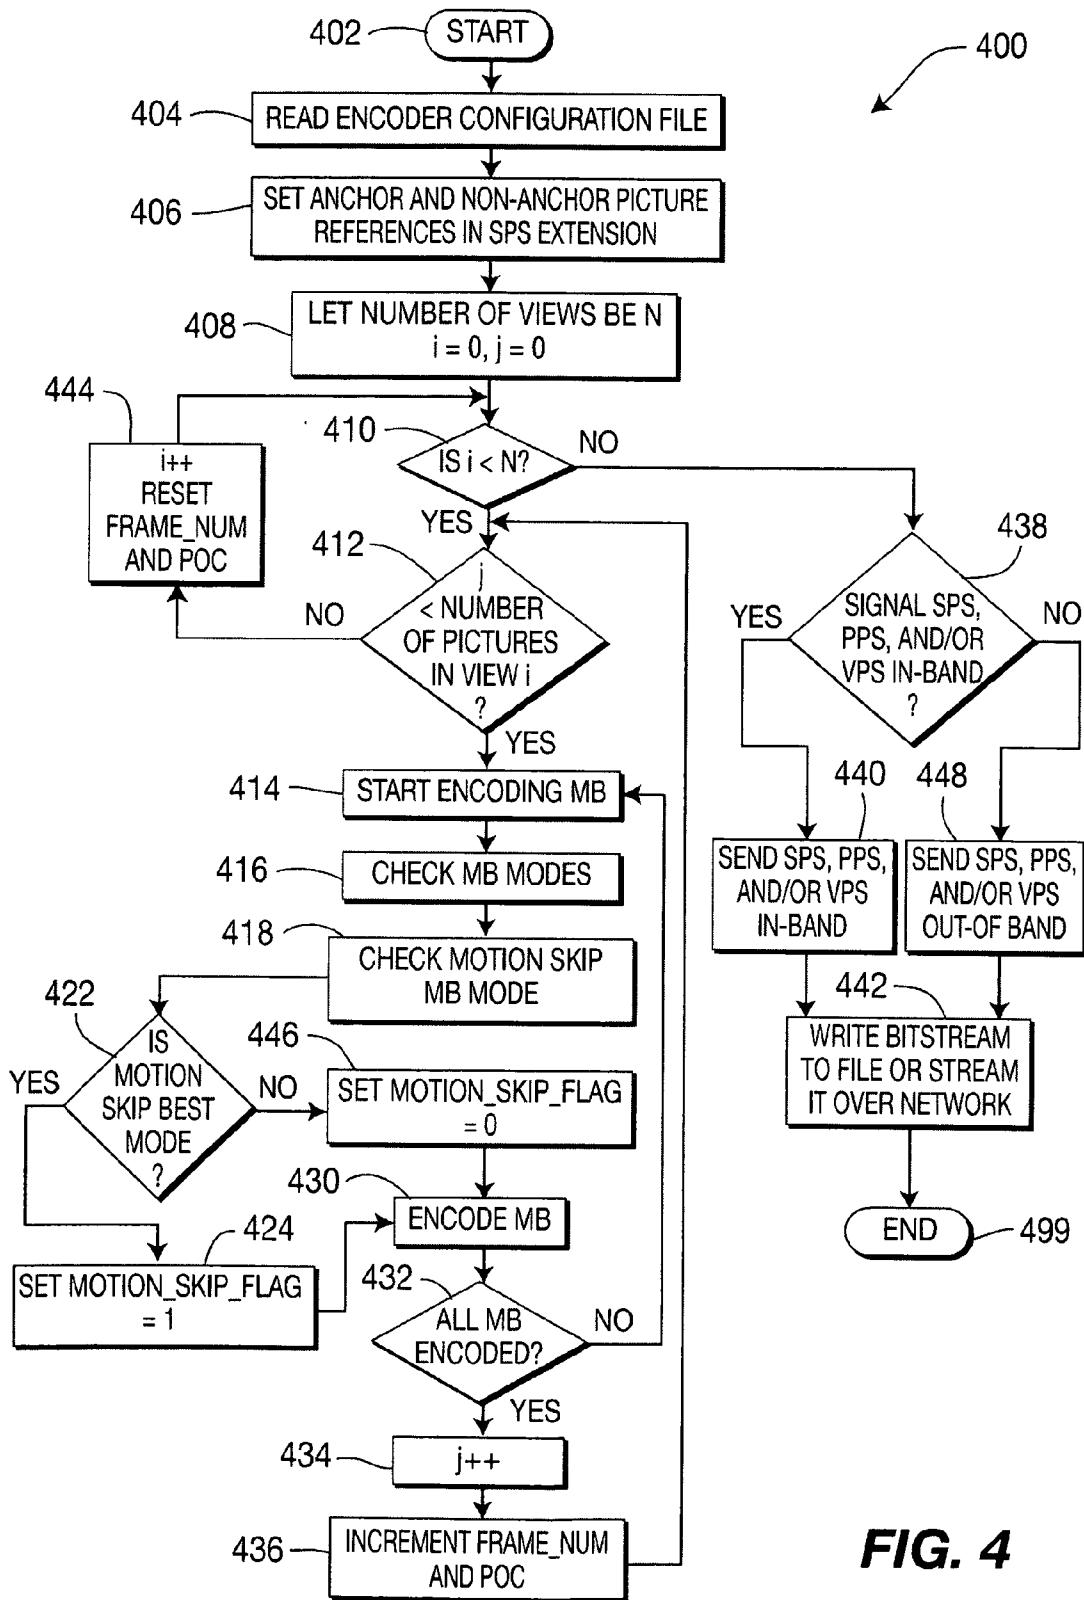 402
START
400
404
READ ENCODER CONFIGURATION FILE
406
SET ANCHOR AND NON-ANCHOR PICTURE
REFERENCES IN SPS EXTENSION
408
LET NUMBER OF VIEWS BE N
i = 0, j = 0
444
i++
RESET
FRAME_NUM
AND POC
410
IS i < N?
NO
YES
412
j
< NUMBER
OF PICTURES
IN VIEW i
?
NO
YES
438
SIGNAL SPS,
PPS, AND/OR
VPS IN-BAND
?
YES
NO
414
START ENCODING MB
416
CHECK MB MODES
418
CHECK MOTION SKIP
MB MODE
440
SEND SPS, PPS,
AND/OR VPS
IN-BAND
448
SEND SPS, PPS,
AND/OR VPS
OUT-OF BAND
442
WRITE BITSTREAM
TO FILE OR STREAM
IT OVER NETWORK
END
499
422
IS
MOTION
SKIP BEST
MODE
?
YES
NO
446
SET MOTION_SKIP_FLAG
= 0
424
SET MOTION_SKIP_FLAG
= 1
430
ENCODE MB
432
ALL MB
ENCODED?
NO
YES
434
j++
436
INCREMENT FRAME_NUM
AND POC
FIG. 4